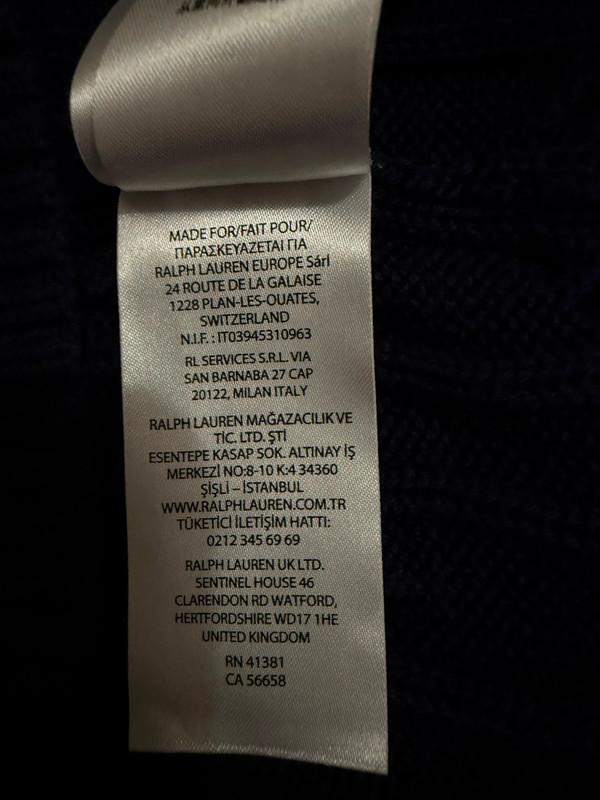 MADE FOR/FAIT POUR/
ΠΑΡΑΣΚΕΥΑΖΕΤΑΙ ΓΙΑ
RALPH LAUREN EUROPE Sárl
24 ROUTE DE LA GALAISE
1228 PLAN-LES-OUATES,
SWITZERLAND
N.I.F. : IT03945310963
RL SERVICES S.R.L. VIA
SAN BARNABA 27 CAP
20122, MILAN ITALY
RALPH LAUREN MAĞAZACILIK VE
TİC. LTD. ŞTİ
ESENTEPE KASAP SOK. ALTINAY İŞ
MERKEZİ NO:8-10 K:4 34360
ŞİŞLİ – İSTANBUL
WWW.RALPHLAUREN.COM.TR
TÜKETİCİ İLETİŞİM HATTI:
0212 345 69 69
RALPH LAUREN UK LTD.
SENTINEL HOUSE 46
CLARENDON RD WATFORD,
HERTFORDSHIRE WD17 1HE
UNITED KINGDOM
RN 41381
CA 56658